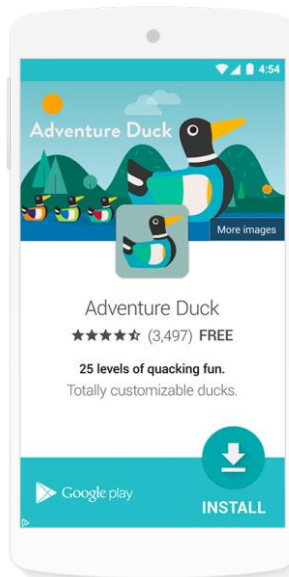 4:54
Adventure Duck
More images
Adventure Duck
(3,497) FREE
25 levels of quacking fun.
Totally customizable ducks.
Google play
INSTALL